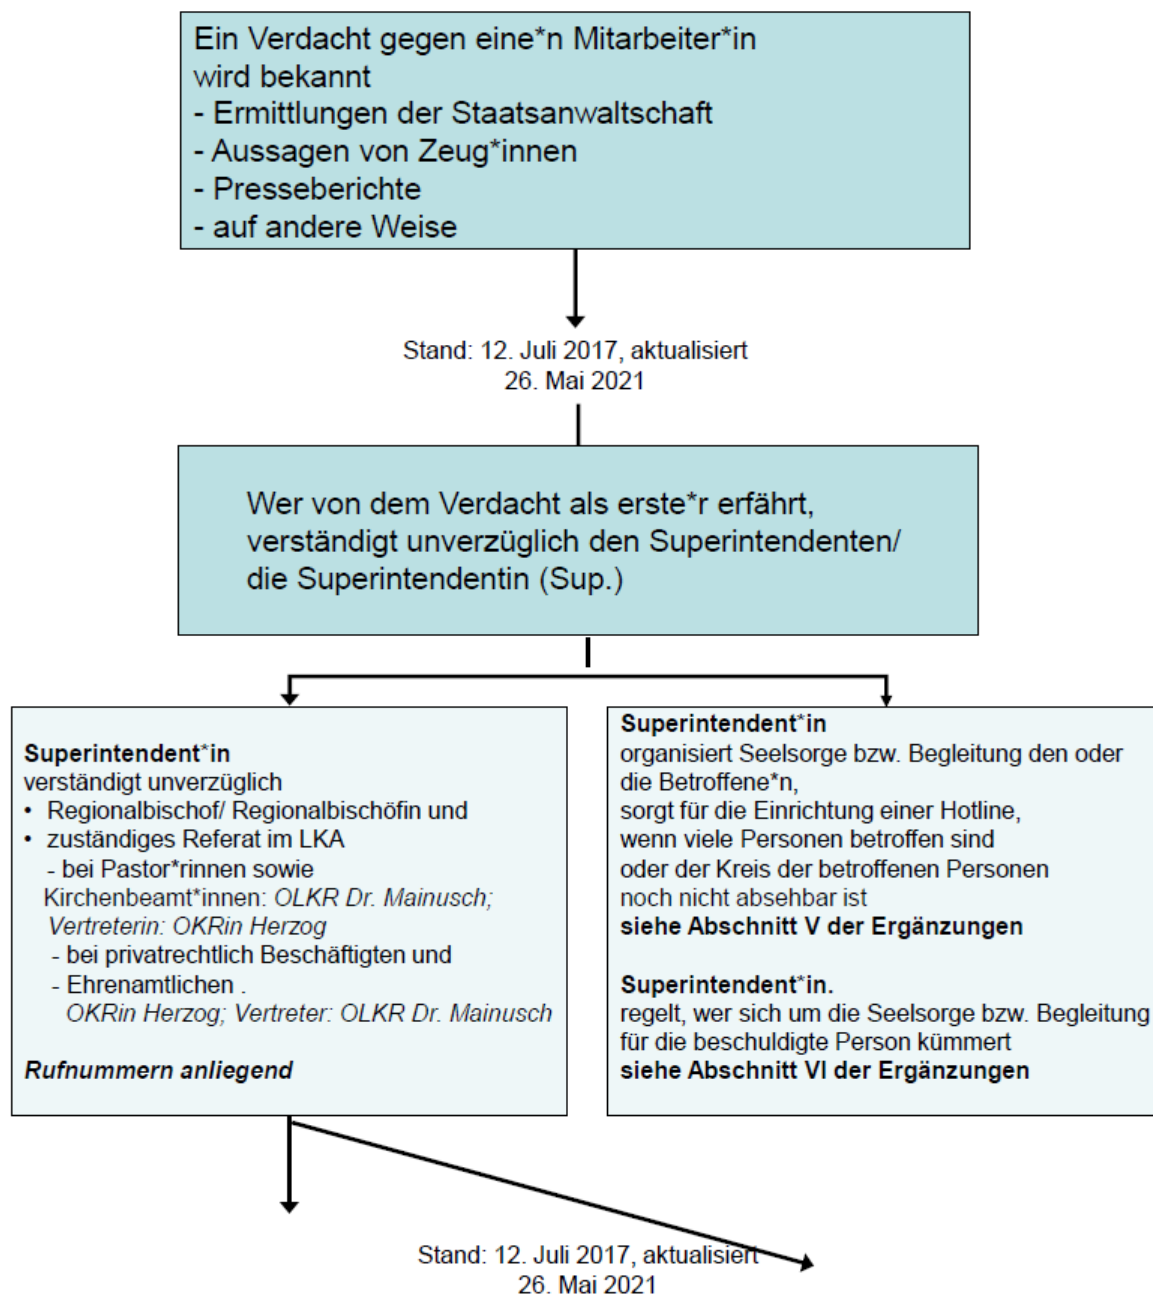 Ein Verdacht gegen eine*n Mitarbeiter*in
wird bekannt
- Ermittlungen der Staatsanwaltschaft
- Aussagen von Zeug*innen
- Presseberichte
- auf andere Weise
Stand: 12. Juli 2017, aktualisiert
26. Mai 2021
Wer von dem Verdacht als erste*r erfährt,
verständigt unverzüglich den Superintendenten/
die Superintendentin (Sup.)
Superintendent*in
verständigt unverzüglich
• Regionalbischof/ Regionalbischöfin und
• zuständiges Referat im LKA
- bei Pastor*rinnen sowie
Kirchenbeamt*innen: OLKR Dr. Mainusch;
Vertreterin: OKRin Herzog
- bei privatrechtlich Beschäftigten und
- Ehrenamtlichen .
OKRin Herzog; Vertreter: OLKR Dr. Mainusch
Rufnummern anliegend
Superintendent*in
organisiert Seelsorge bzw. Begleitung den oder
die Betroffene*n,
sorgt für die Einrichtung einer Hotline,
wenn viele Personen betroffen sind
oder der Kreis der betroffenen Personen
noch nicht absehbar ist
siehe Abschnitt V der Ergänzungen
Superintendent*in.
regelt, wer sich um die Seelsorge bzw. Begleitung
für die beschuldigte Person kümmert
siehe Abschnitt VI der Ergänzungen
Stand: 12. Juli 2017, aktualisiert
26. Mai 2021